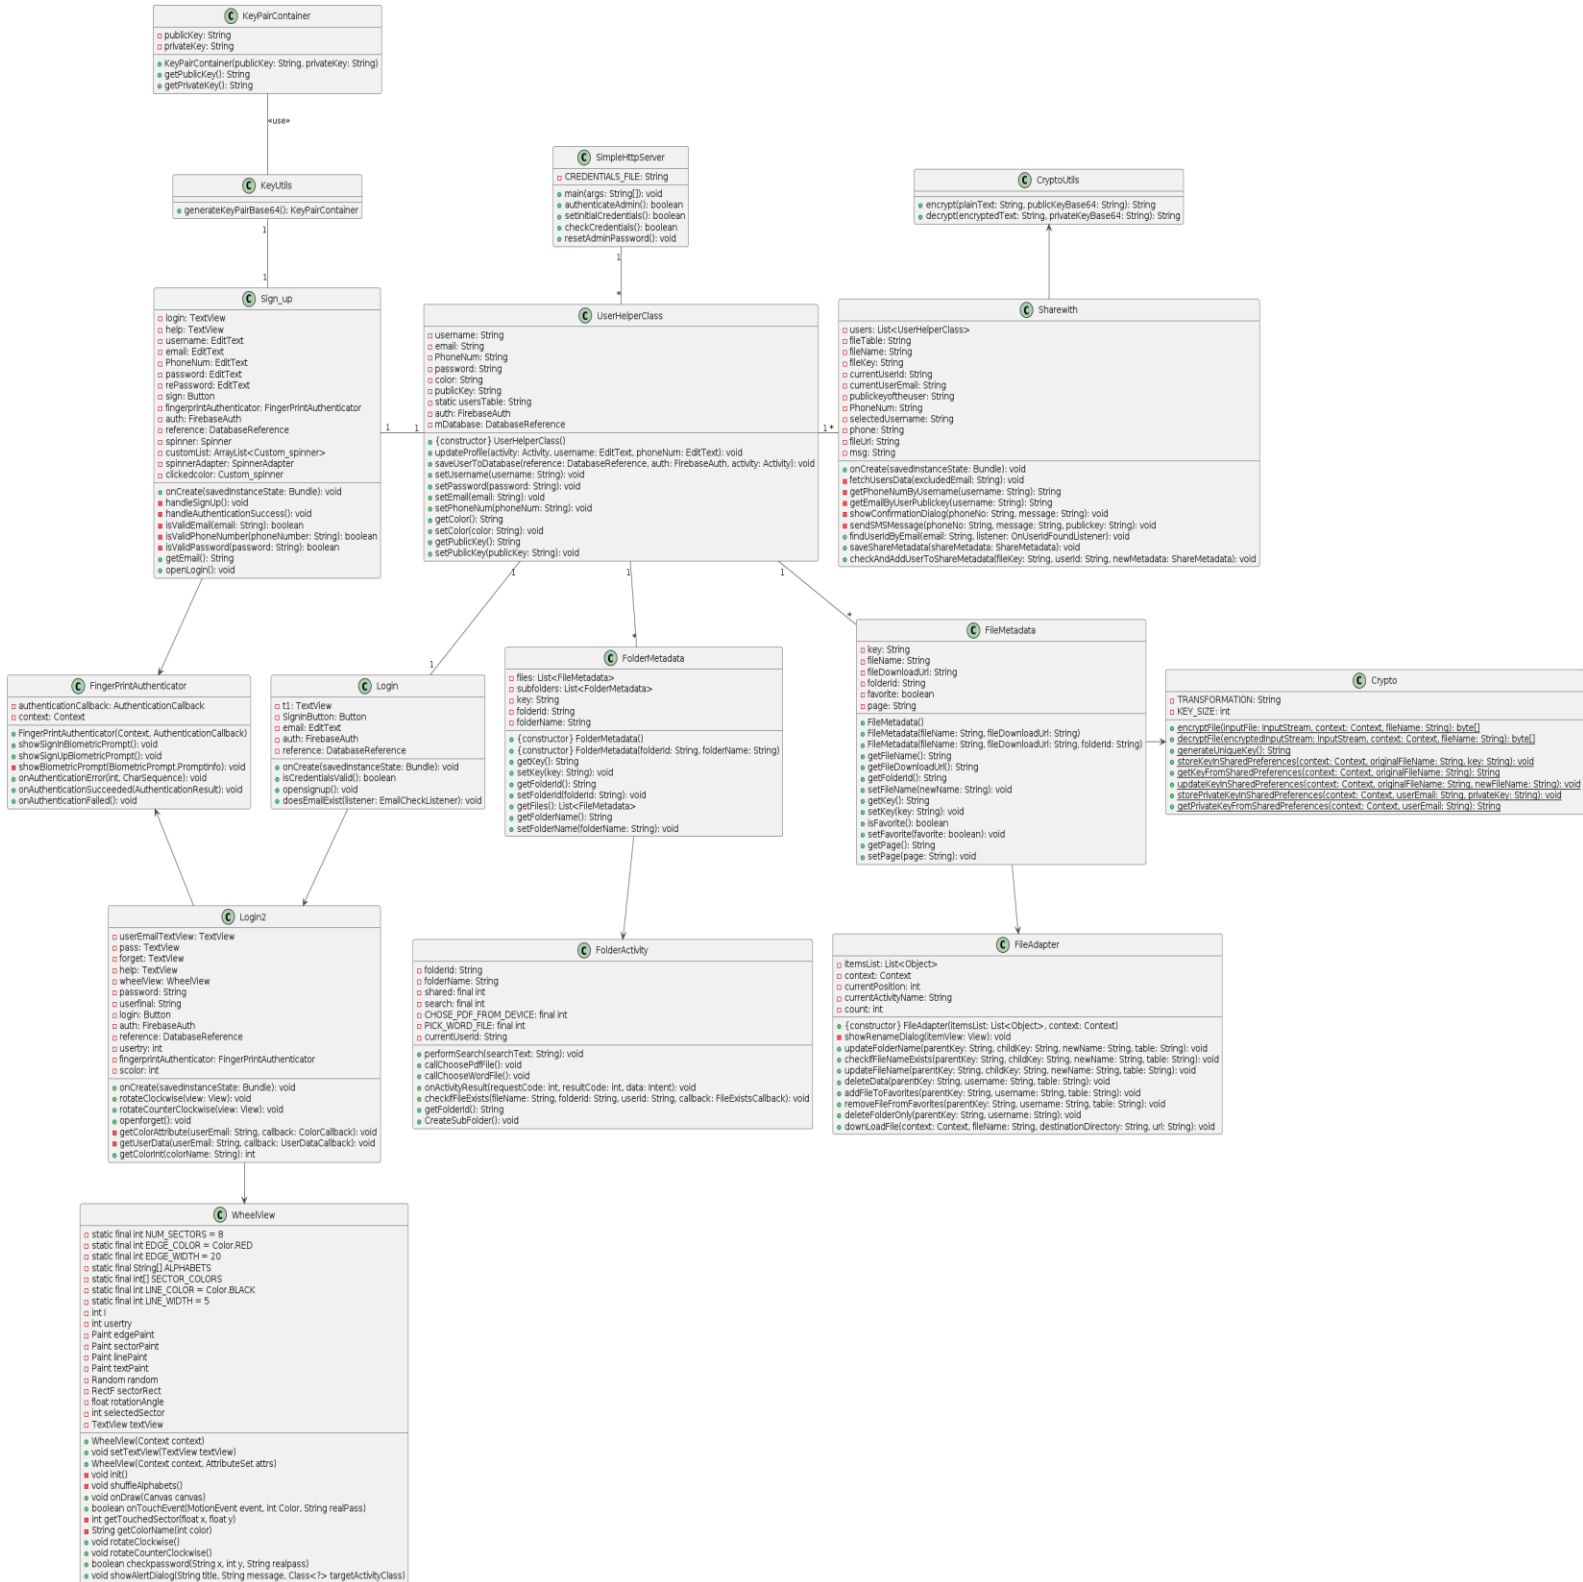 C KeyPairContainer
publicKey: String
privateKey: String
KeyPairContainer(publicKey: String, privateKey: String)
getPublicKey(): String
getPrivateKey(): String
«use»
C KeyUtils
generateKeyPairBase64(): KeyPairContainer
1
1
C SimpleHttpServer
CREDENTIALS_FILE: String
main(args: String[]): void
authenticateAdmin(): boolean
setInitialCredentials(): boolean
checkCredentials(): boolean
resetAdminPassword(): void
1
*
C CryptoUtils
encrypt(plainText: String, publicKeyBase64: String): String
decrypt(encryptedText: String, privateKeyBase64: String): String
C Sign_up
login: TextView
help: TextView
username: EditText
email: EditText
PhoneNum: EditText
password: EditText
rePassword: EditText
sign: Button
fingerprintAuthenticator: FingerPrintAuthenticator
auth: FirebaseAuth
reference: DatabaseReference
spinner: Spinner
customList: ArrayList<Custom_spinner>
spinnerAdapter: SpinnerAdapter
clickedcolor: Custom_spinner
onCreate(savedInstanceState: Bundle): void
handleSignUp(): void
handleAuthenticationSuccess(): void
isValidEmail(email: String): boolean
isValidPhoneNumber(phoneNumber: String): boolean
isValidPassword(password: String): boolean
getEmail(): String
openLogin(): void
1 1
C UserHelperClass
username: String
email: String
PhoneNum: String
password: String
color: String
publicKey: String
static usersTable: String
auth: FirebaseAuth
mDatabase: DatabaseReference
{constructor} UserHelperClass()
updateProfile(activity: Activity, username: EditText, phoneNum: EditText): void
saveUserToDatabase(reference: DatabaseReference, auth: FirebaseAuth, activity: Activity): void
setUsername(username: String): void
setPassword(password: String): void
setEmail(email: String): void
setPhoneNum(phoneNum: String): void
getColor(): String
setColor(color: String): void
getPublicKey(): String
setPublicKey(publicKey: String): void
1 *
C Sharewith
users: List<UserHelperClass>
fileTable: String
fileName: String
fileKey: String
currentUserId: String
currentUserEmail: String
publickeyoftheuser: String
PhoneNum: String
selectedUsername: String
phone: String
fileUrl: String
msg: String
onCreate(savedInstanceState: Bundle): void
fetchUsersData(excludedEmail: String): void
getPhoneNumByUsername(username: String): String
getEmailByUserPublickey(username: String): String
showConfirmationDialog(phoneNo: String, message: String): void
sendSMSMessage(phoneNo: String, message: String, publickey: String): void
findUserIdByEmail(email: String, listener: OnUserIdFoundListener): void
saveShareMetadata(shareMetadata: ShareMetadata): void
checkAndAddUserToShareMetadata(fileKey: String, userId: String, newMetadata: ShareMetadata): void
1 1 1
1 * *
C FingerPrintAuthenticator
authenticationCallback: AuthenticationCallback
context: Context
FingerPrintAuthenticator(Context, AuthenticationCallback)
showSignInBiometricPrompt(): void
showSignUpBiometricPrompt(): void
showBiometricPrompt(BiometricPrompt.PromptInfo): void
onAuthenticationError(int, CharSequence): void
onAuthenticationSucceeded(AuthenticationResult): void
onAuthenticationFailed(): void
C Login
t1: TextView
SignInButton: Button
email: EditText
auth: FirebaseAuth
reference: DatabaseReference
onCreate(savedInstanceState: Bundle): void
isCredentialsValid(): boolean
opensignup(): void
doesEmailExist(listener: EmailCheckListener): void
C FolderMetadata
files: List<FileMetadata>
subfolders: List<FolderMetadata>
key: String
folderId: String
folderName: String
{constructor} FolderMetadata()
{constructor} FolderMetadata(folderId: String, folderName: String)
getKey(): String
setKey(key: String): void
getFolderId(): String
setFolderId(folderId: String): void
getFiles(): List<FileMetadata>
getFolderName(): String
setFolderName(folderName: String): void
C FileMetadata
key: String
fileName: String
fileDownloadUrl: String
folderId: String
favorite: boolean
page: String
FileMetadata()
FileMetadata(fileName: String, fileDownloadUrl: String)
FileMetadata(fileName: String, fileDownloadUrl: String, folderId: String)
getFileName(): String
getFileDownloadUrl(): String
getFolderId(): String
setFileName(newName: String): void
getKey(): String
setKey(key: String): void
isFavorite(): boolean
setFavorite(favorite: boolean): void
getPage(): String
setPage(page: String): void
C Crypto
TRANSFORMATION: String
KEY_SIZE: int
encryptFile(inputFile: InputStream, context: Context, fileName: String): byte[]
decryptFile(encryptedInputStream: InputStream, context: Context, fileName: String): byte[]
generateUniqueKey(): String
storeKeyInSharedPreferences(context: Context, originalFileName: String, key: String): void
getKeyFromSharedPreferences(context: Context, originalFileName: String): String
updateKeyInSharedPreferences(context: Context, originalFileName: String, newFileName: String): void
storePrivateKeyInSharedPreferences(context: Context, userEmail: String, privateKey: String): void
getPrivateKeyFromSharedPreferences(context: Context, userEmail: String): String
C Login2
userEmailTextView: TextView
pass: TextView
forget: TextView
help: TextView
wheelView: WheelView
password: String
userfinal: String
login: Button
auth: FirebaseAuth
reference: DatabaseReference
usertry: int
fingerprintAuthenticator: FingerPrintAuthenticator
scolor: int
onCreate(savedInstanceState: Bundle): void
rotateClockwise(view: View): void
rotateCounterClockwise(view: View): void
openforget(): void
getColorAttribute(userEmail: String, callback: ColorCallback): void
getUserData(userEmail: String, callback: UserDataCallback): void
getColorInt(colorName: String): int
C FolderActivity
folderId: String
folderName: String
shared: final int
search: final int
CHOSE_PDF_FROM_DEVICE: final int
PICK_WORD_FILE: final int
currentUserid: String
performSearch(searchText: String): void
callChoosePdfFile(): void
callChooseWordFile(): void
onActivityResult(requestCode: int, resultCode: int, data: Intent): void
checkIfFileExists(fileName: String, folderId: String, userId: String, callback: FileExistsCallback): void
getFolderId(): String
CreateSubFolder(): void
C FileAdapter
itemsList: List<Object>
context: Context
currentPosition: int
currentActivityName: String
count: int
{constructor} FileAdapter(itemsList: List<Object>, context: Context)
showRenameDialog(itemView: View): void
updateFolderName(parentKey: String, childKey: String, newName: String, table: String): void
checkIfFileNameExists(parentKey: String, childKey: String, newName: String, table: String): void
updateFileName(parentKey: String, childKey: String, newName: String, table: String): void
deleteData(parentKey: String, username: String, table: String): void
addFileToFavorites(parentKey: String, username: String, table: String): void
removeFileFromFavorites(parentKey: String, username: String, table: String): void
deleteFolderOnly(parentKey: String, username: String): void
downLoadFile(context: Context, fileName: String, destinationDirectory: String, url: String): void
C WheelView
static final int NUM_SECTORS = 8
static final int EDGE_COLOR = Color.RED
static final int EDGE_WIDTH = 20
static final String[] ALPHABETS
static final int[] SECTOR_COLORS
static final int LINE_COLOR = Color.BLACK
static final int LINE_WIDTH = 5
int i
int usertry
Paint edgePaint
Paint sectorPaint
Paint linePaint
Paint textPaint
Random random
RectF sectorRect
float rotationAngle
int selectedSector
TextView textView
WheelView(Context context)
void setTextView(TextView textView)
WheelView(Context context, AttributeSet attrs)
void init()
void shuffleAlphabets()
void onDraw(Canvas canvas)
boolean onTouchEvent(MotionEvent event, int Color, String realPass)
int getTouchedSector(float x, float y)
String getColorName(int color)
void rotateClockwise()
void rotateCounterClockwise()
boolean checkpassword(String x, int y, String realpass)
void showAlertDialog(String title, String message, Class<?> targetActivityClass)